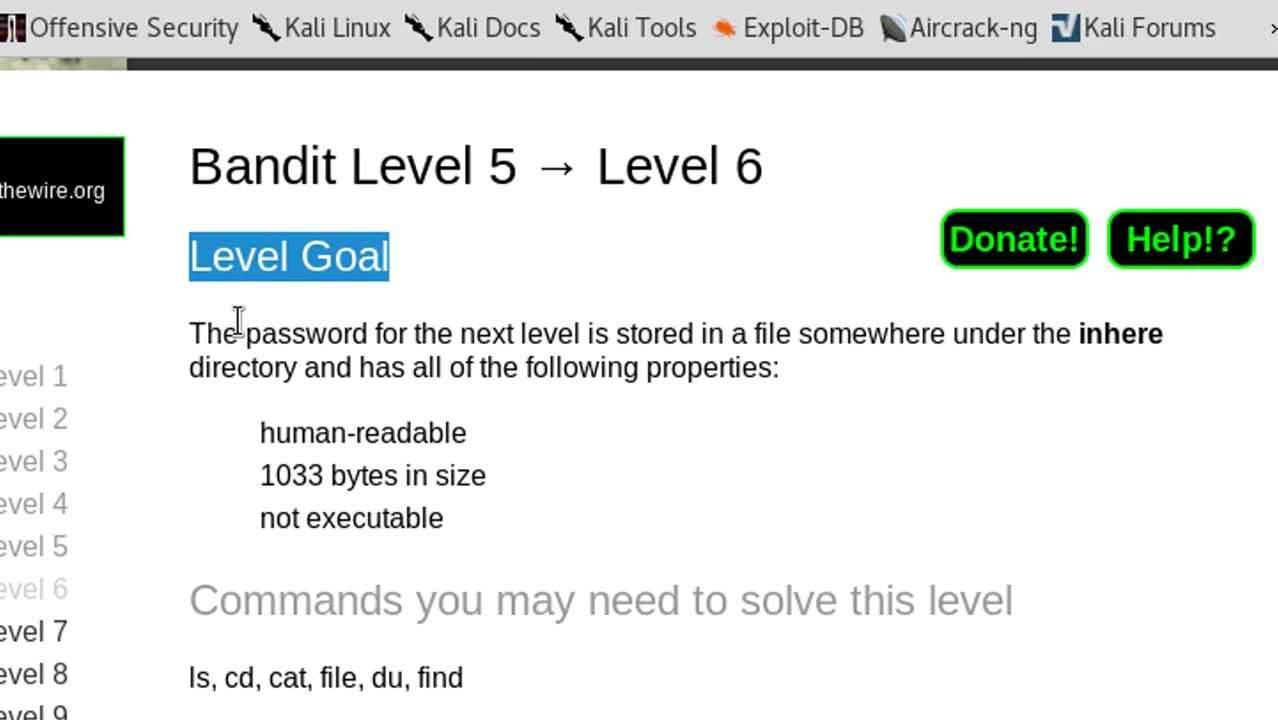 Offensive Security Kali Linux Kali Docs Kali Tools Exploit-DB Aircrack-ng Kali Forums ›
Bandit Level 5 → Level 6
thewire.org
Donate! Help!?
Level Goal
The password for the next level is stored in a file somewhere under the inhere
directory and has all of the following properties:
human-readable
1033 bytes in size
not executable
Commands you may need to solve this level
ls, cd, cat, file, du, find
evel 1
evel 2
evel 3
evel 4
evel 5
evel 6
evel 7
evel 8
evel 9